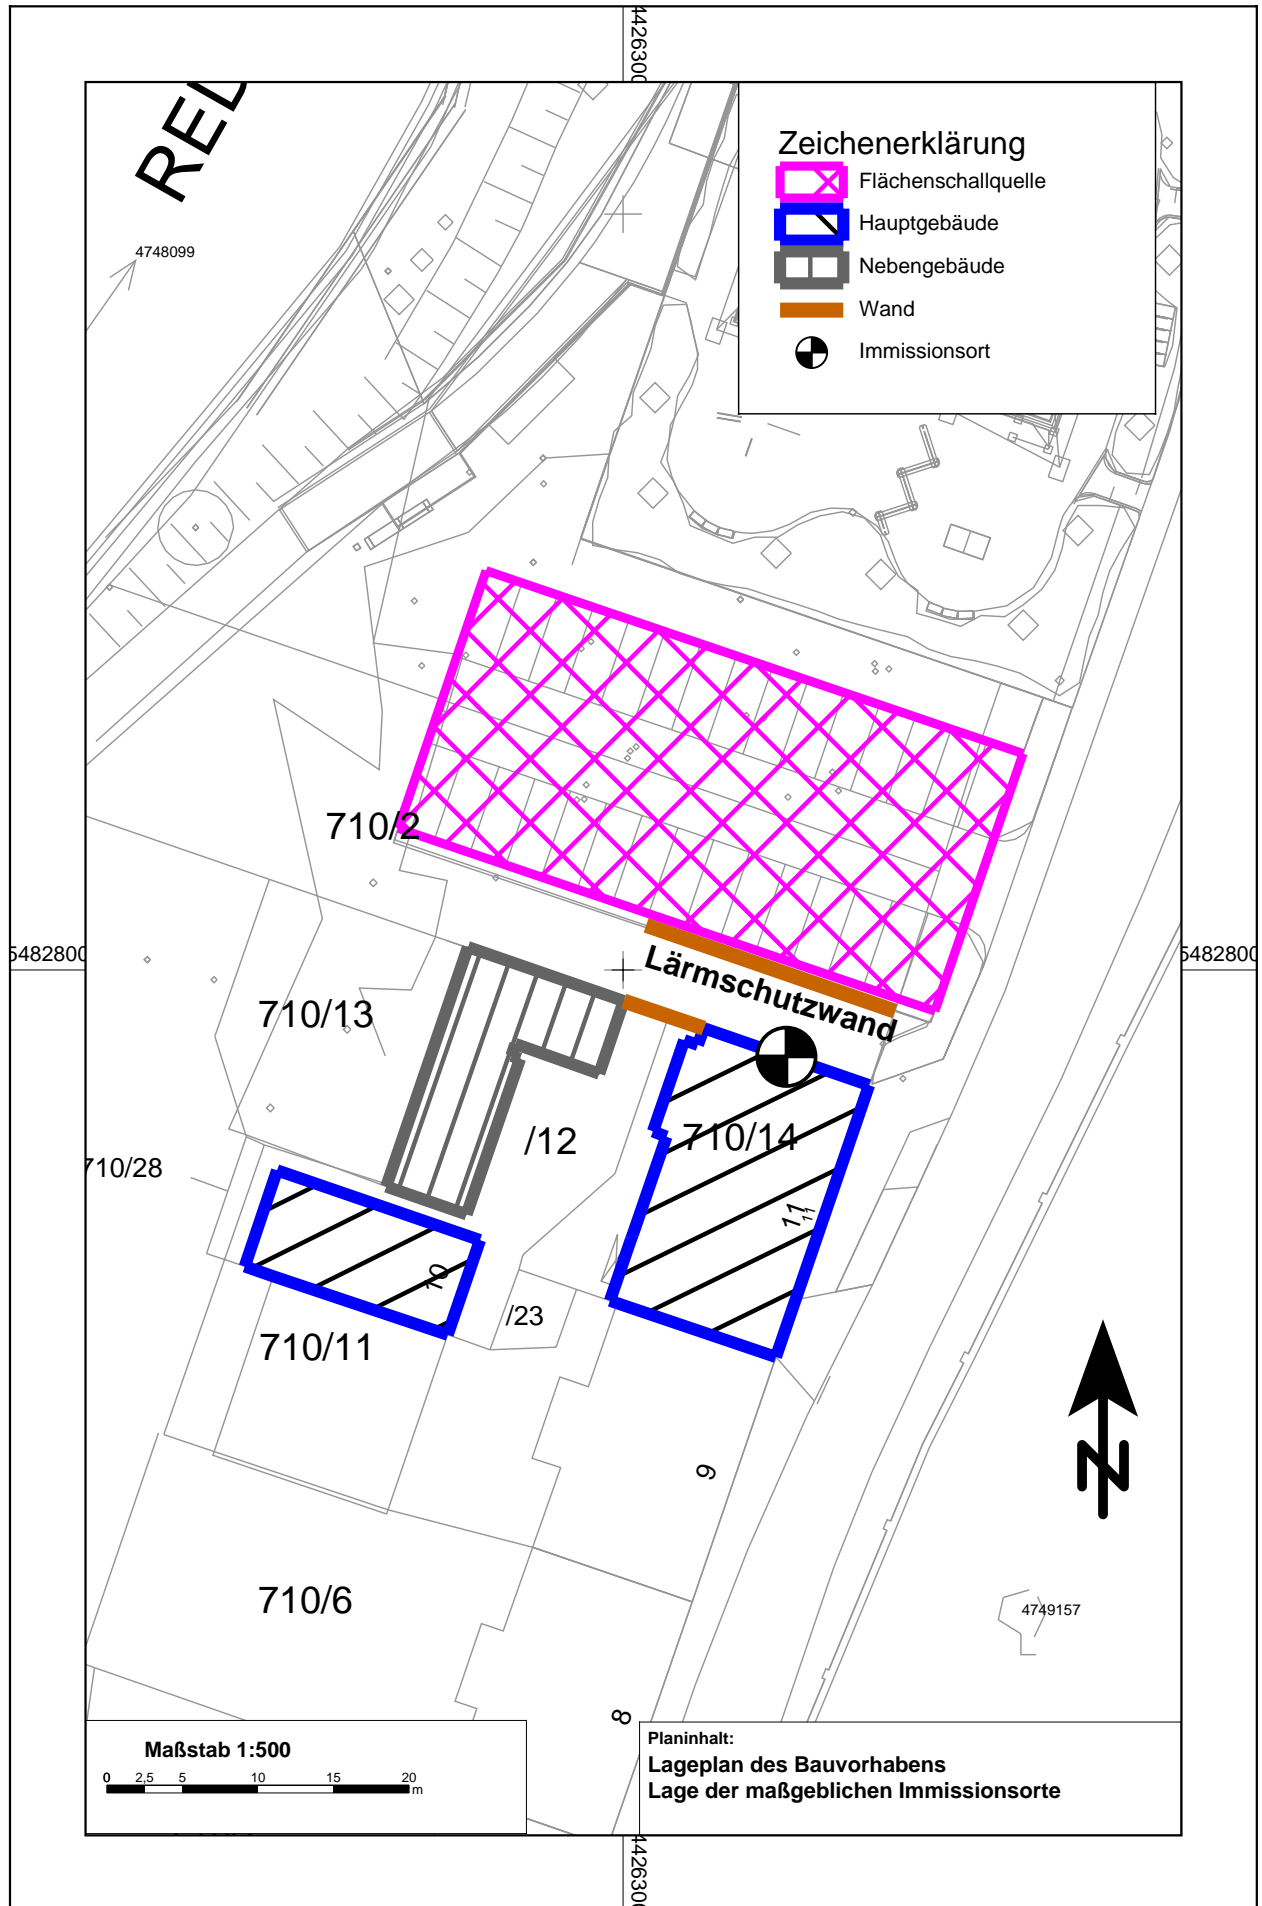 4426300
RED
Zeichenerklärung
Flächenschallquelle
Hauptgebäude
Nebengebäude
Wand
Immissionsort
4748099
710/2
5482800
5482800
Lärmschutzwand
710/13
710/14
/12
710/28
11
11
10
/23
710/11
9
710/6
4749157
8
N
Maßstab 1:500
0 2,5 5 10 15 20
m
Planinhalt:
Lageplan des Bauvorhabens
Lage der maßgeblichen Immissionsorte
4426300